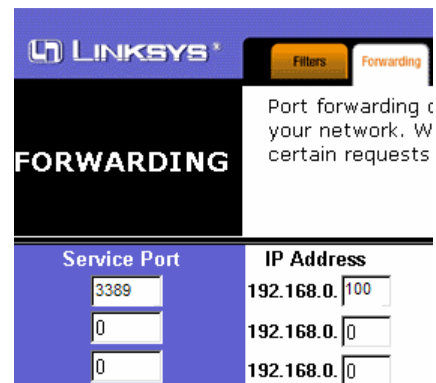 LINKSYS®
Filters Forwarding
Port forwarding
your network. W
certain requests
FORWARDING
Service Port IP Address
3389 192.168.0. 100
0 192.168.0. 0
0 192.168.0. 0